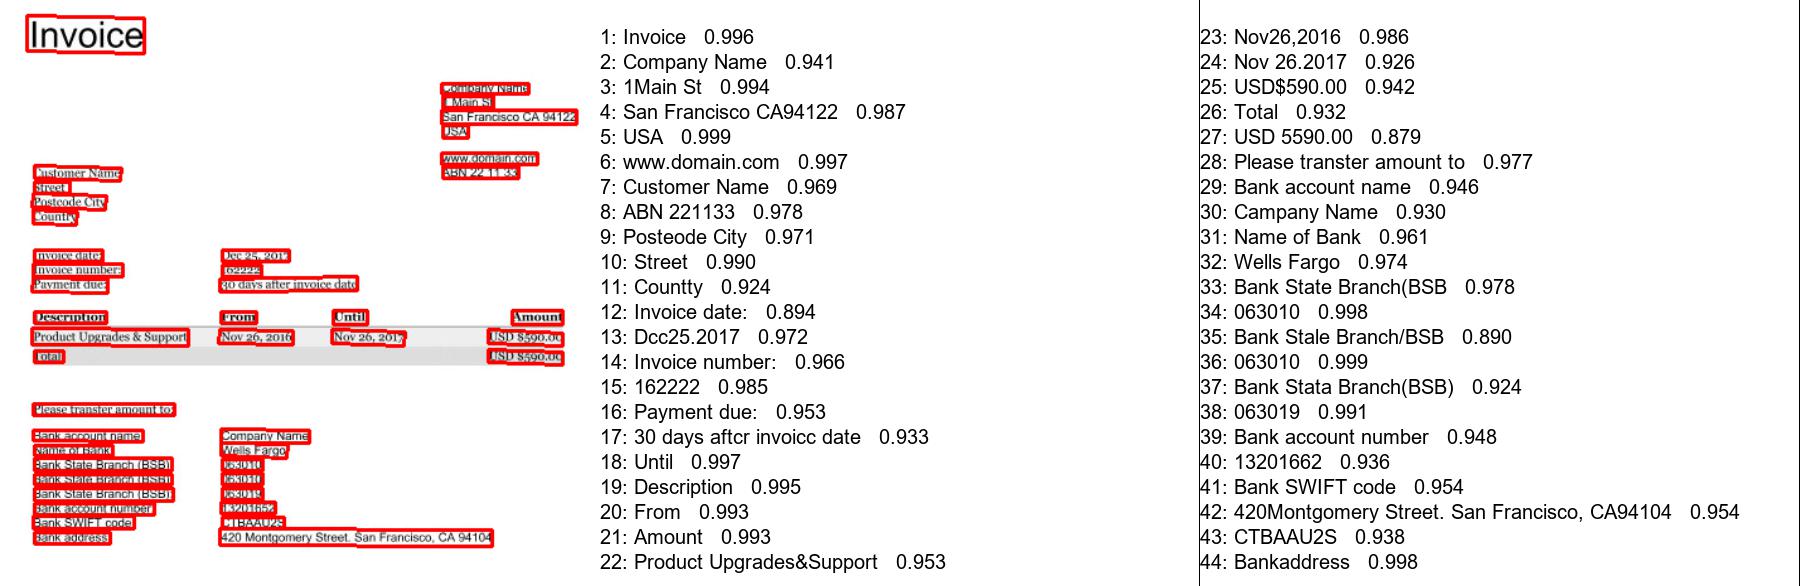 Invoice
Company Name
1 Main St
San Francisco CA 94122
USA
www.domain.com
ABN 22 11 33
Customer Name
Street
Postcode City
Country
Invoice date: Dec 25, 2017
Invoice number: 162222
Payment due: 30 days after invoice date
Description From Until Amount
Product Upgrades & Support Nov 26, 2016 Nov 26, 2017 USD $590.00
Total USD $590.00
Please transfer amount to:
Bank account name Company Name
Name of Bank Wells Fargo
Bank State Branch (BSB) 063010
Bank State Branch (BSB) 063010
Bank State Branch (BSB) 063019
Bank account number 13201652
Bank SWIFT code CTBAAU2S
Bank address 420 Montgomery Street. San Francisco, CA 94104
1: Invoice 0.996
2: Company Name 0.941
3: 1Main St 0.994
4: San Francisco CA94122 0.987
5: USA 0.999
6: www.domain.com 0.997
7: Customer Name 0.969
8: ABN 221133 0.978
9: Posteode City 0.971
10: Street 0.990
11: Countty 0.924
12: Invoice date: 0.894
13: Dcc25.2017 0.972
14: Invoice number: 0.966
15: 162222 0.985
16: Payment due: 0.953
17: 30 days aftcr invoicc date 0.933
18: Until 0.997
19: Description 0.995
20: From 0.993
21: Amount 0.993
22: Product Upgrades&Support 0.953
23: Nov26,2016 0.986
24: Nov 26.2017 0.926
25: USD$590.00 0.942
26: Total 0.932
27: USD 5590.00 0.879
28: Please transter amount to 0.977
29: Bank account name 0.946
30: Campany Name 0.930
31: Name of Bank 0.961
32: Wells Fargo 0.974
33: Bank State Branch(BSB 0.978
34: 063010 0.998
35: Bank Stale Branch/BSB 0.890
36: 063010 0.999
37: Bank Stata Branch(BSB) 0.924
38: 063019 0.991
39: Bank account number 0.948
40: 13201662 0.936
41: Bank SWIFT code 0.954
42: 420Montgomery Street. San Francisco, CA94104 0.954
43: CTBAAU2S 0.938
44: Bankaddress 0.998